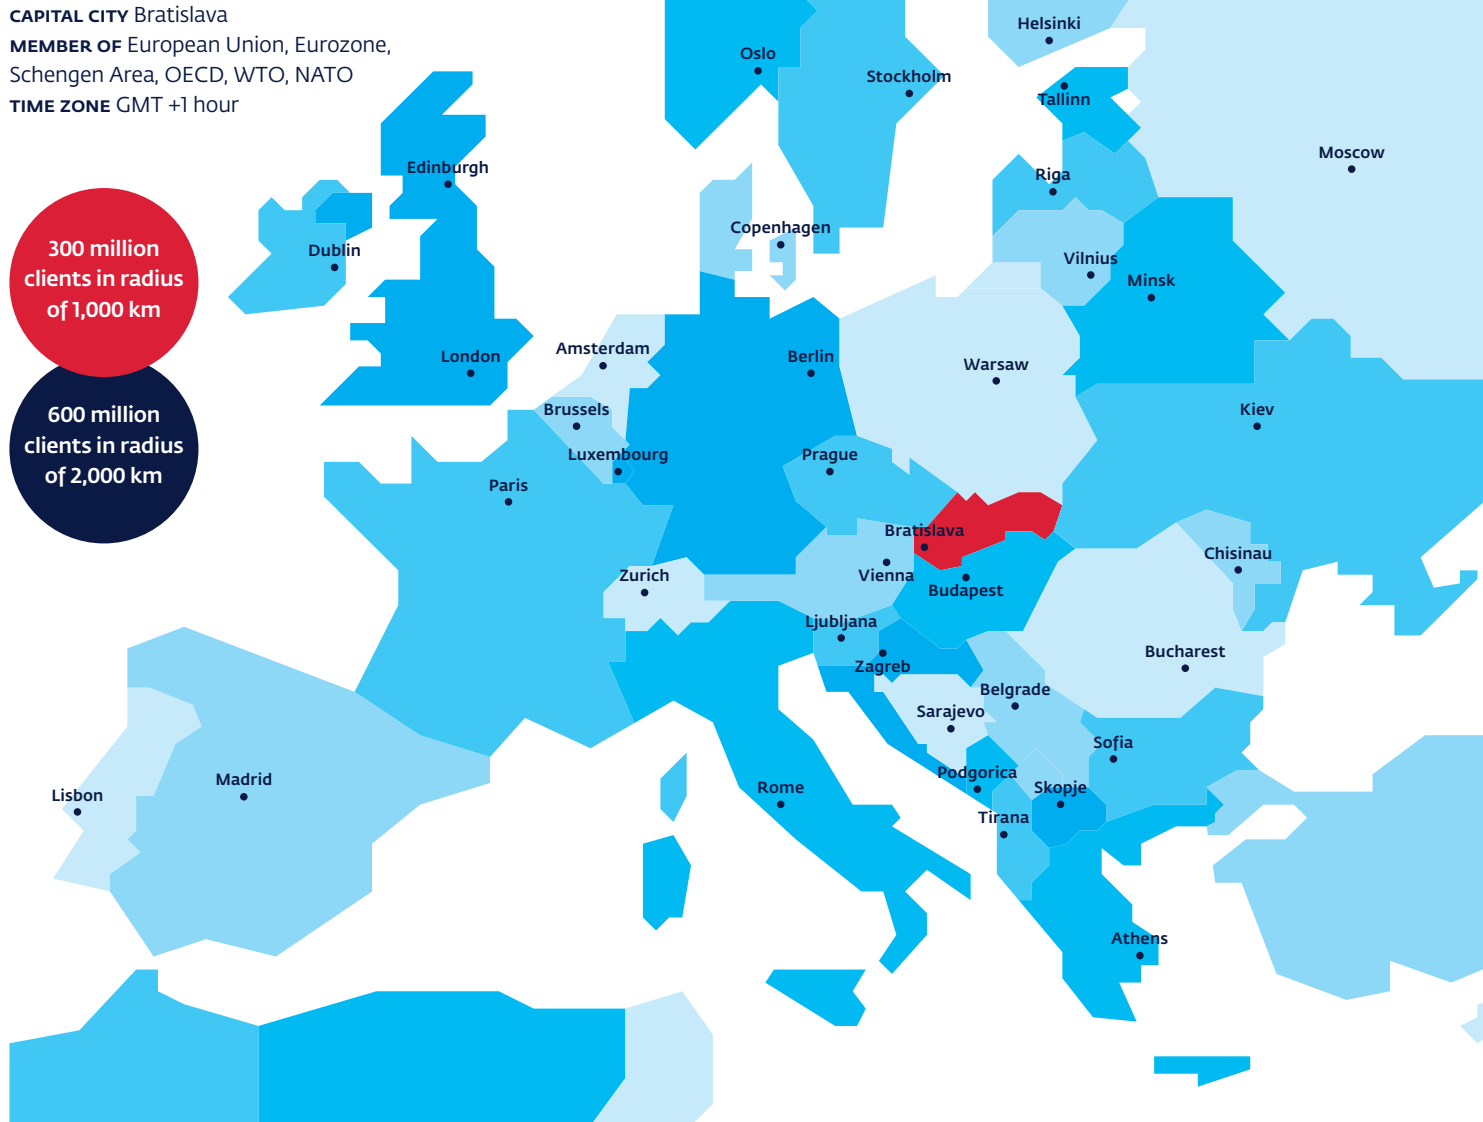 CAPITAL CITY Bratislava
MEMBER OF European Union, Eurozone,
Schengen Area, OECD, WTO, NATO
TIME ZONE GMT +1 hour
300 million
clients in radius
of 1,000 km
600 million
clients in radius
of 2,000 km
Helsinki
Oslo
Stockholm
Tallinn
Moscow
Edinburgh
Riga
Copenhagen
Dublin
Vilnius
Minsk
Amsterdam
London
Berlin
Warsaw
Brussels
Kiev
Luxembourg
Prague
Paris
Bratislava
Chisinau
Zurich
Vienna
Budapest
Ljubljana
Zagreb
Bucharest
Belgrade
Sarajevo
Sofia
Podgorica
Madrid
Lisbon
Rome
Skopje
Tirana
Athens